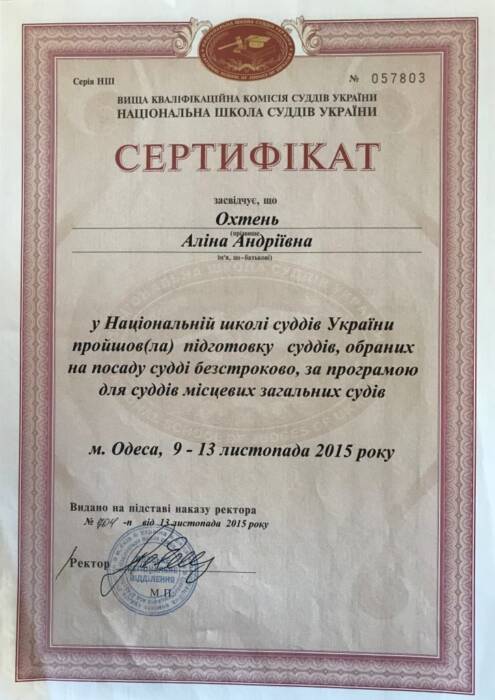 Серія НШ
№ 057803
ВИЩА КВАЛІФІКАЦІЙНА КОМІСІЯ СУДДІВ УКРАЇНИ
НАЦІОНАЛЬНА ШКОЛА СУДДІВ УКРАЇНИ
СЕРТИФІКАТ
засвідчує, що
Охтень
(прізвище,
Аліна Андріївна
ім'я, по-батькові)
у Національній школі суддів України
пройшов(ла) підготовку суддів, обраних
на посаду судді безстроково, за програмою
для суддів місцевих загальних судів
м. Одеса, 9 - 13 листопада 2015 року
Видано на підставі наказу ректора
№ -п від 13 листопада 2015 року
Ректор
ВІДДІЛЕННЯ
М.П.